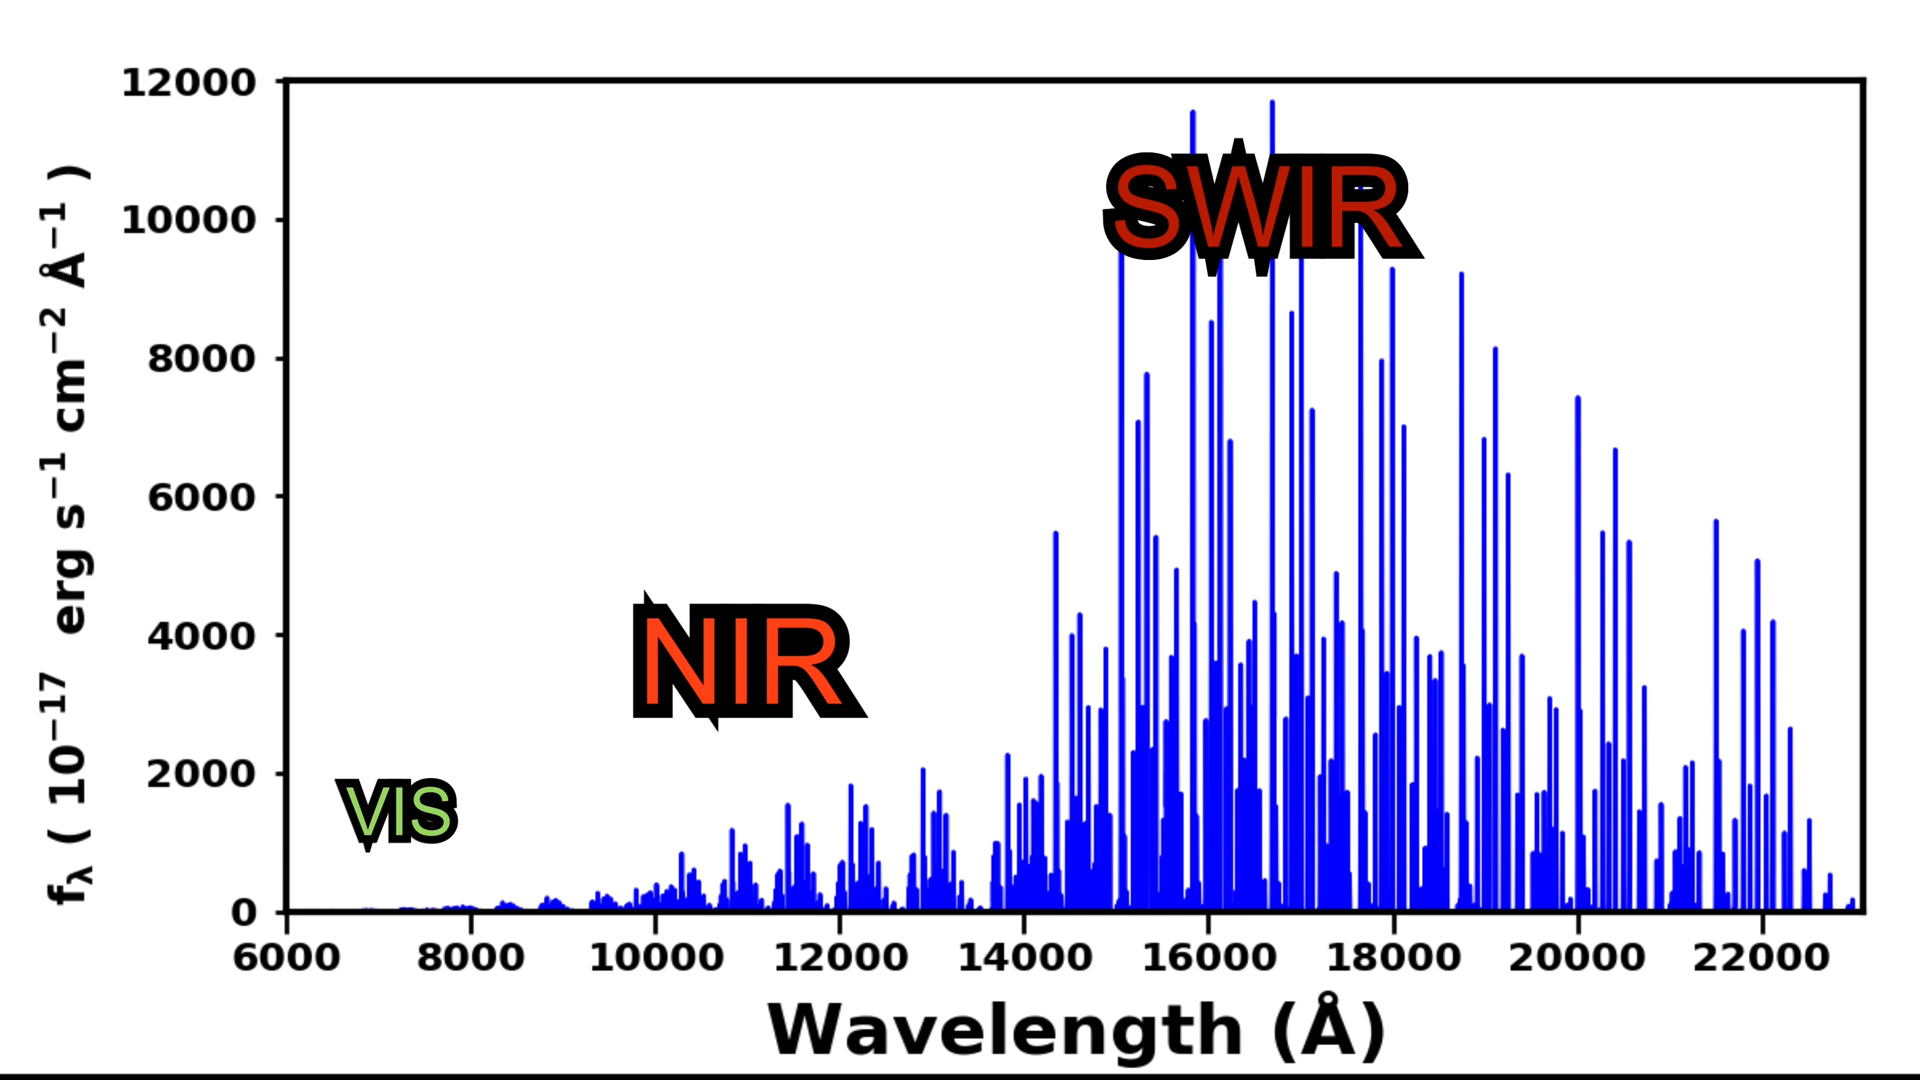 12000
10000
8000
6000
4000
2000
0
f_λ ( 10⁻¹⁷ erg s⁻¹ cm⁻² Å⁻¹ )
SWIR
NIR
VIS
6000 8000 10000 12000 14000 16000 18000 20000 22000
Wavelength (Å)